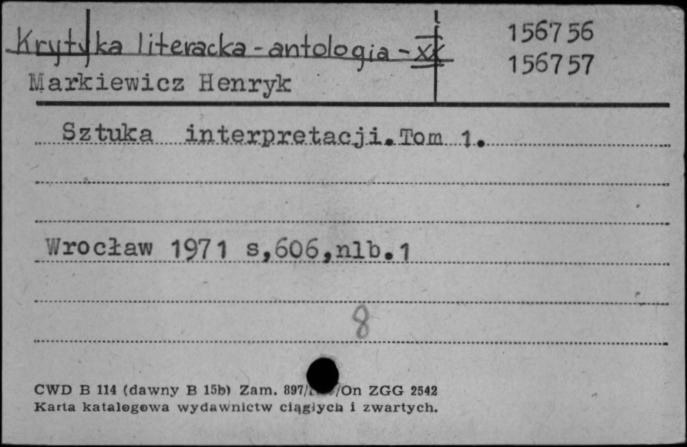 Krytyka literacka - antologia - XX
156756
156757
Markiewicz Henryk
Sztuka interpretacji. Tom 1.
Wrocław 1971 s,606,nlb.1
8
CWD B 114 (dawny B 15b) Zam. 897/ /On ZGG 2542
Karta katalogowa wydawnictw ciągłych i zwartych.